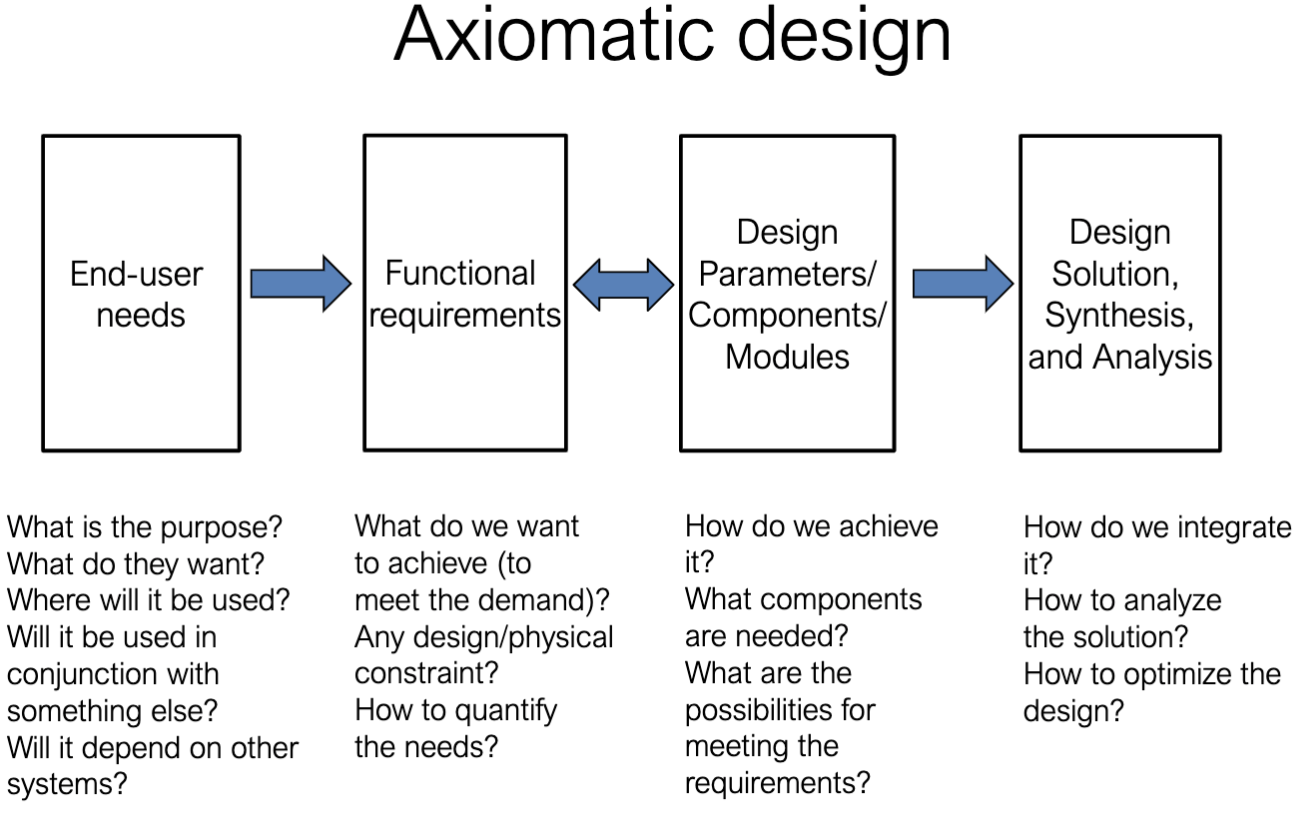 Axiomatic design
End-user
needs
Functional
requirements
Design
Parameters/
Components/
Modules
Design
Solution,
Synthesis,
and Analysis
What is the purpose?
What do they want?
Where will it be used?
Will it be used in
conjunction with
something else?
Will it depend on other
systems?
What do we want
to achieve (to
meet the demand)?
Any design/physical
constraint?
How to quantify
the needs?
How do we achieve
it?
What components
are needed?
What are the
possibilities for
meeting the
requirements?
How do we integrate
it?
How to analyze
the solution?
How to optimize the
design?